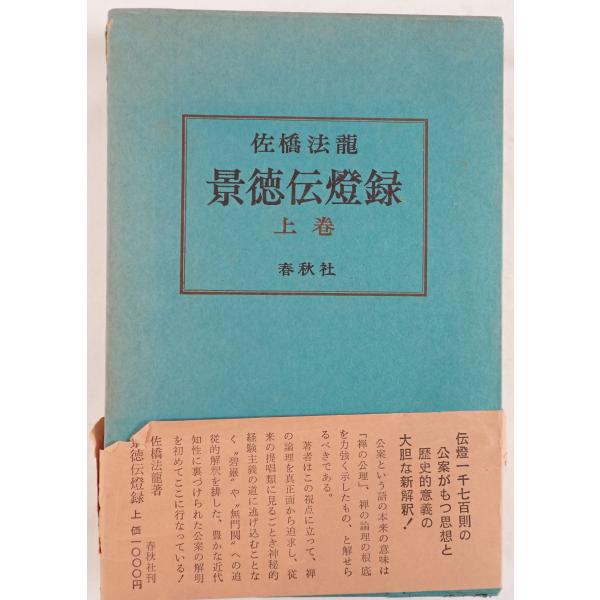 佐橋法龍
景徳伝燈録
上巻
春秋社
伝燈一千七百則の
公案がもつ思想と
歴史的意義の
大胆な新解釈!
公案という語の本来の意味は
「禅の公理」、禅の論理の根底
を力強く示したもの、と解せら
るべきである。
著者はこの視点に立って、禅
の論理を真正面から追求し、従
来の提唱類に見るごとき神秘的
経験主義の道に逃げ込むことな
く〝碧巌〟や〝無門関〟への追
従的解釈を排した、豊かな近代
知性に裏づけられた公案の解明
を初めてここに行なっている!
佐橋法龍著
春秋社刊
景徳伝燈録 上 価一〇〇〇円